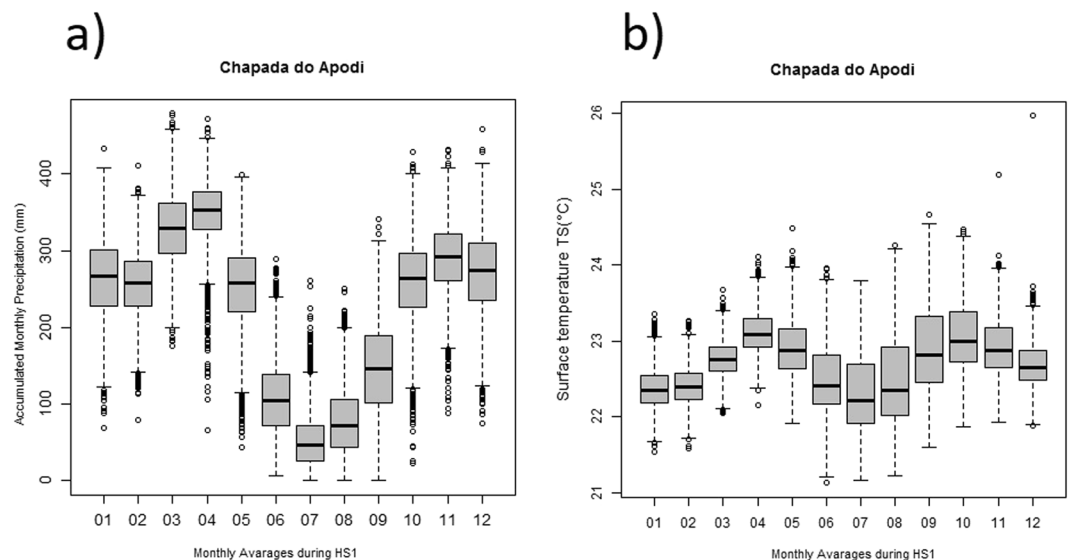 a)
Chapada do Apodi
Accumulated Monthly Precipitation (mm)
400
300
200
100
0
01 02 03 04 05 06 07 08 09 10 11 12
Monthly Avarages during HS1
b)
Chapada do Apodi
Surface temperature TS(°C)
26
25
24
23
22
21
01 02 03 04 05 06 07 08 09 10 11 12
Monthly Avarages during HS1